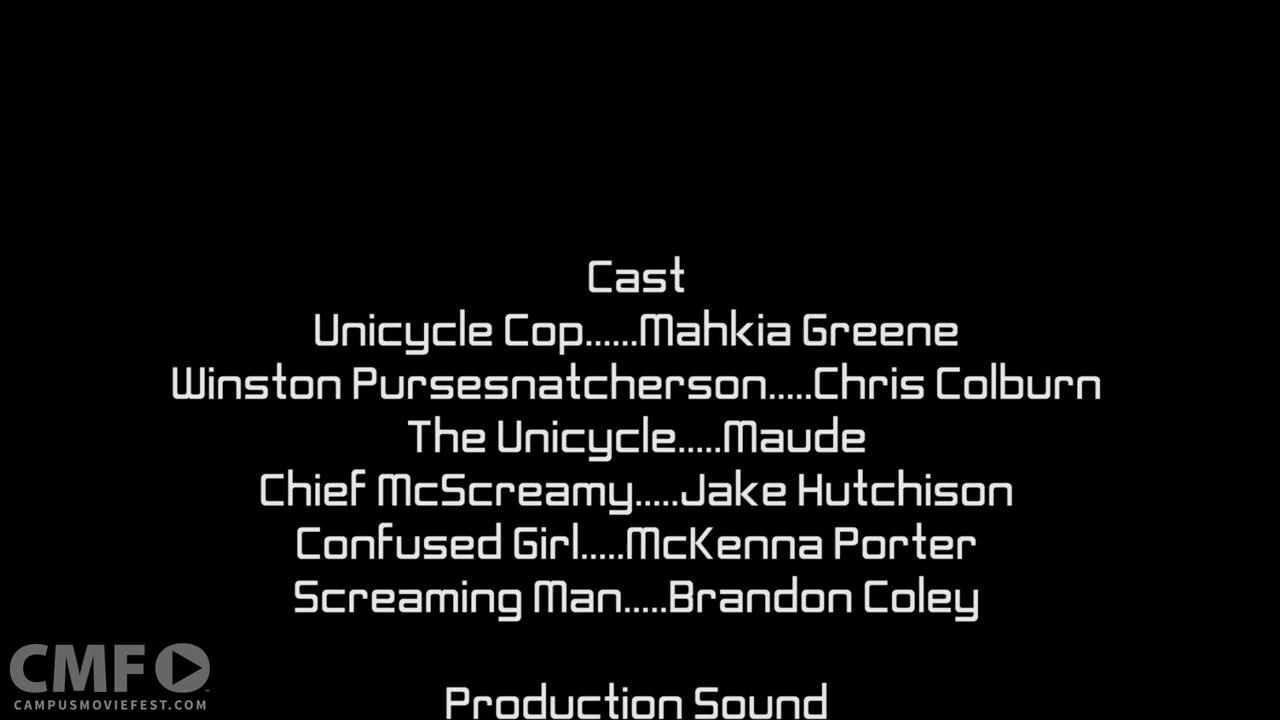 Cast
Unicycle Cop......Mahkia Greene
Winston Pursesnatcherson.....Chris Colburn
The Unicycle.....Maude
Chief McScreamy.....Jake Hutchison
Confused Girl.....McKenna Porter
Screaming Man.....Brandon Coley
Production Sound
CMF
CAMPUSMOVIEFEST.COM